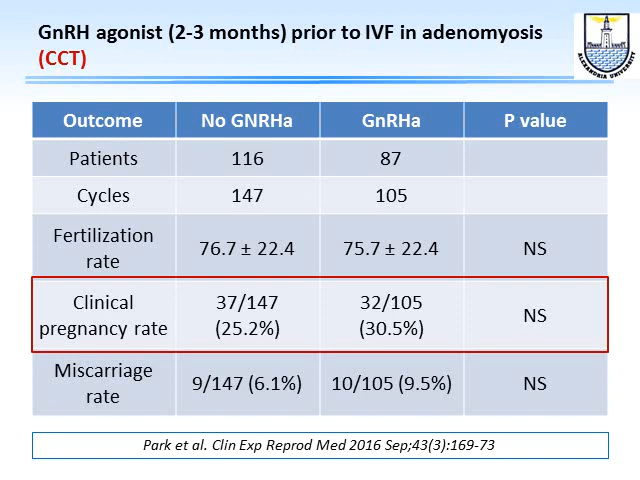 GnRH agonist (2-3 months) prior to IVF in adenomyosis
(CCT)
ALEXANDRIA UNIVERSITY
Outcome No GNRHa GnRHa P value
Patients 116 87
Cycles 147 105
Fertilization
rate 76.7 ± 22.4 75.7 ± 22.4 NS
Clinical
pregnancy rate 37/147
(25.2%) 32/105
(30.5%) NS
Miscarriage
rate 9/147 (6.1%) 10/105 (9.5%) NS
Park et al. Clin Exp Reprod Med 2016 Sep;43(3):169-73